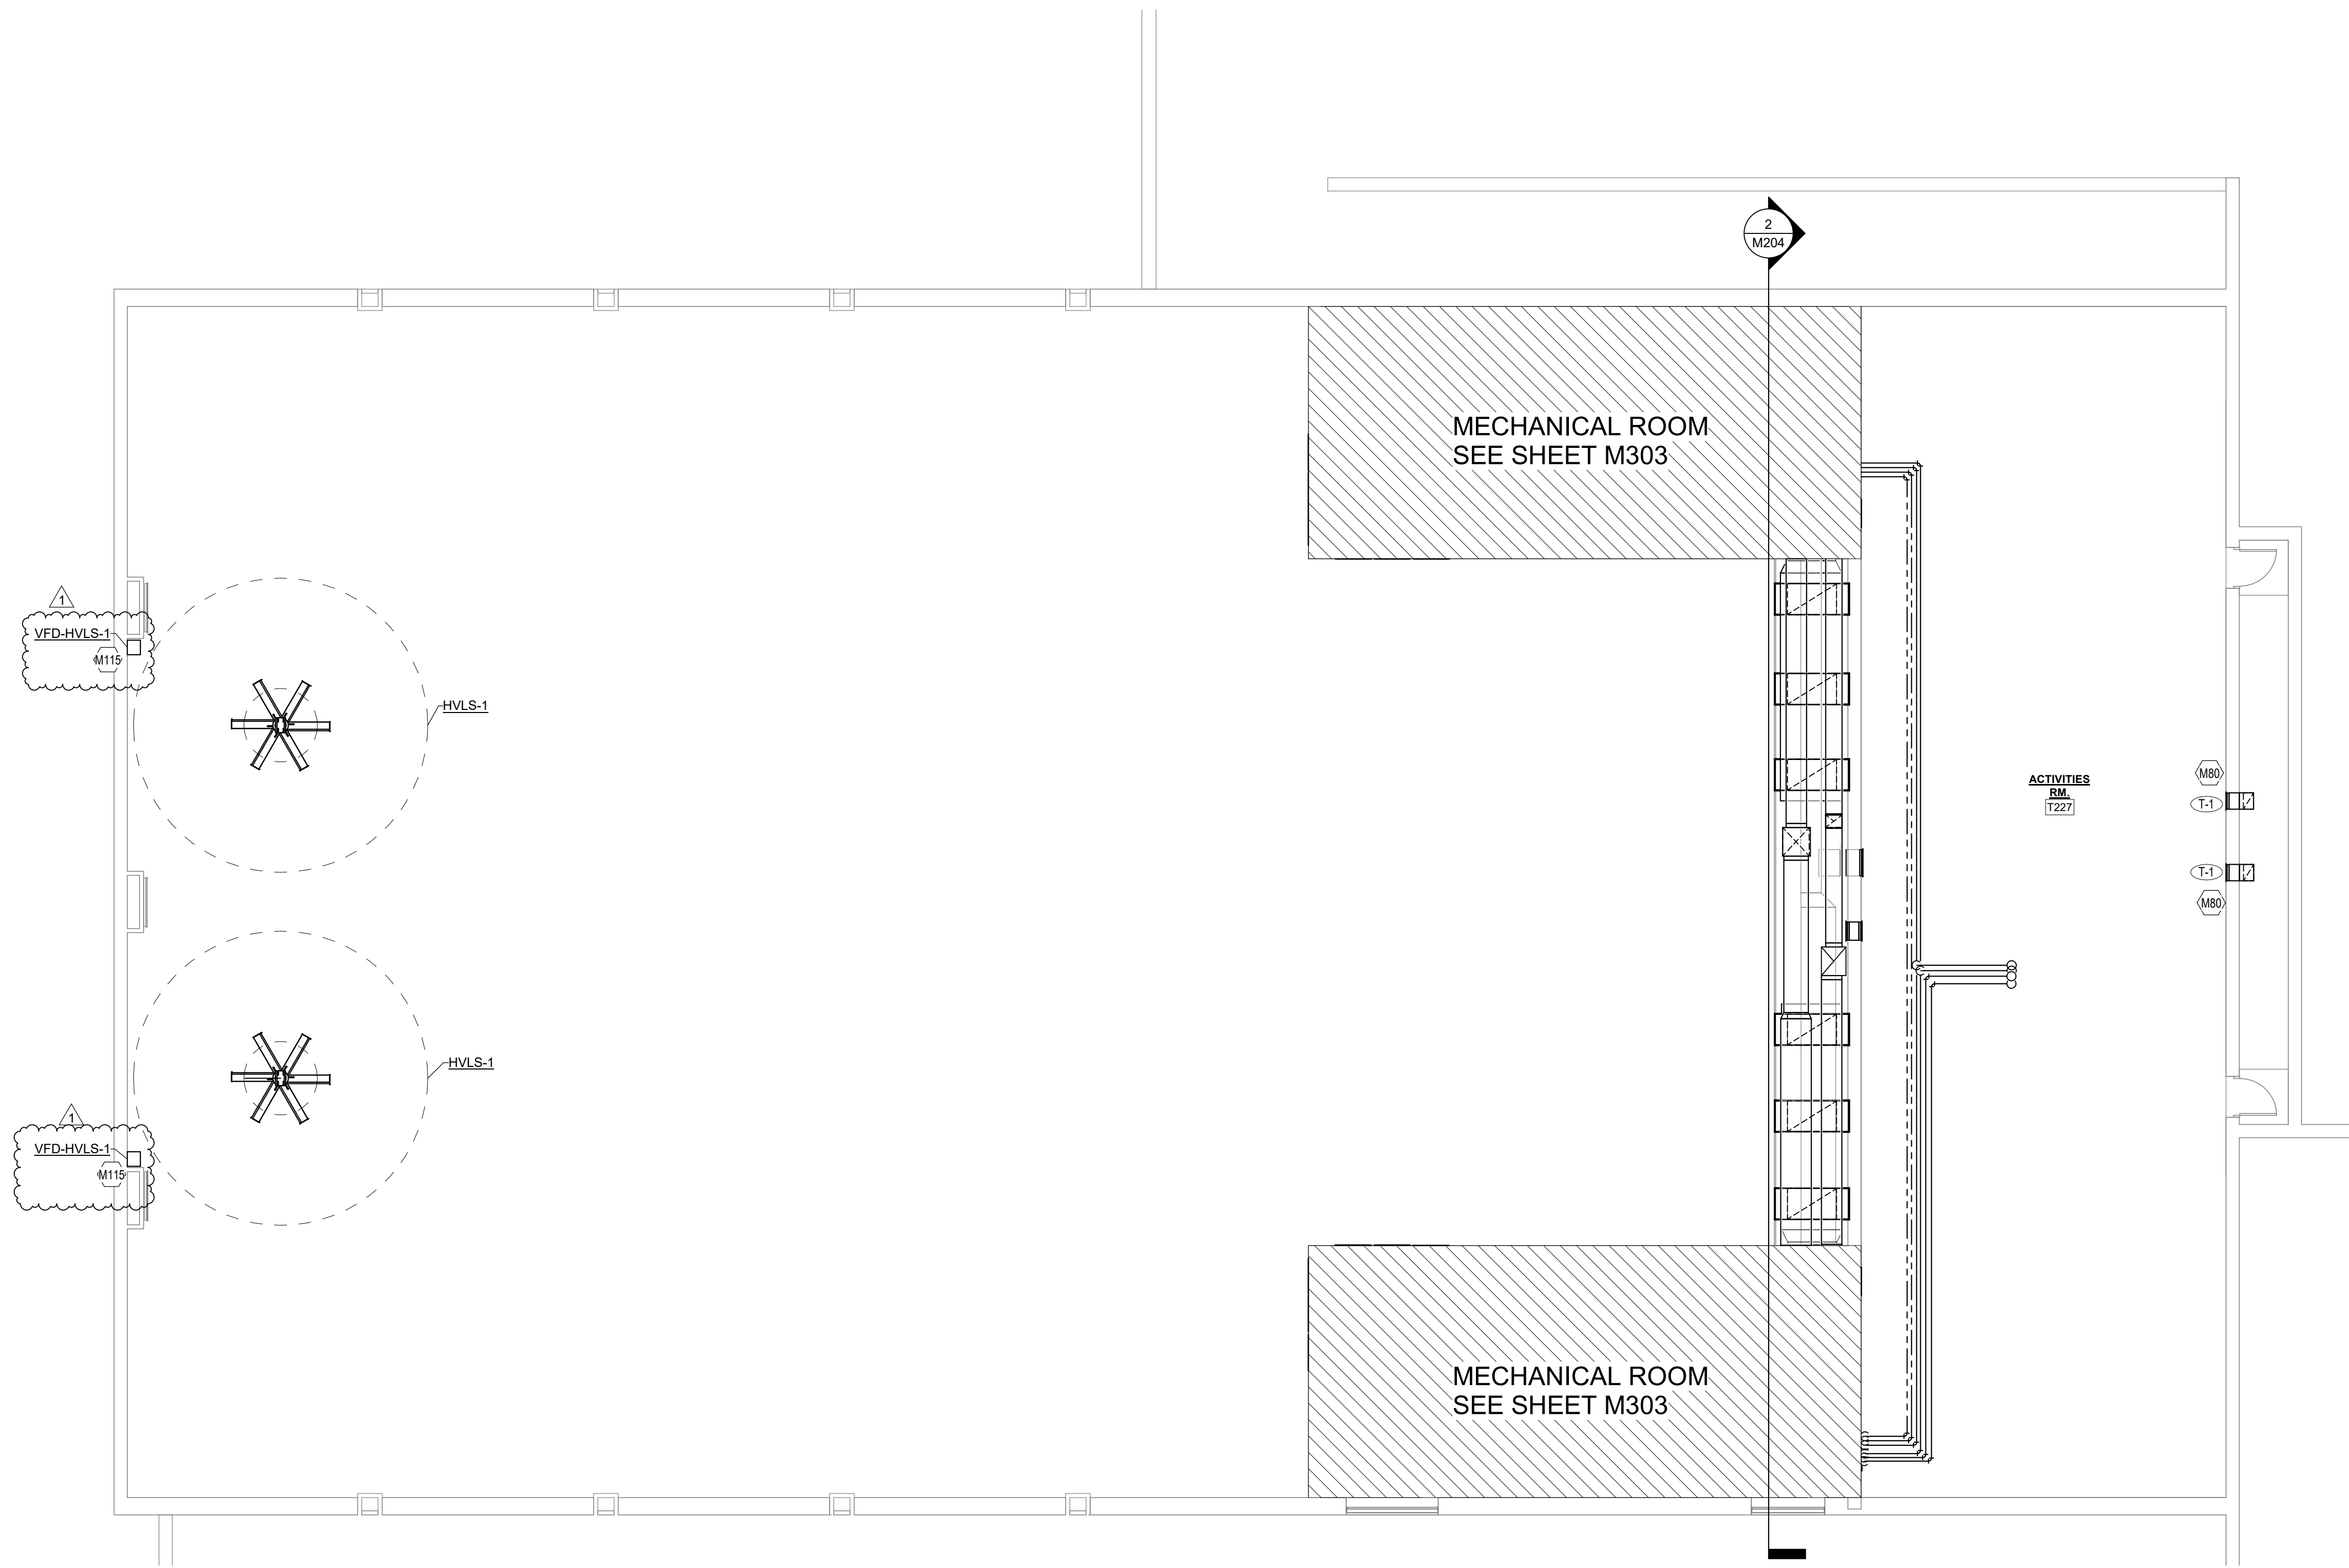 2
M204
MECHANICAL ROOM
SEE SHEET M303
1
VFD-HVLS-1
M115
HVLS-1
ACTIVITIES
RM.
T227
M80
T-1
T-1
M80
HVLS-1
1
VFD-HVLS-1
M115
MECHANICAL ROOM
SEE SHEET M303